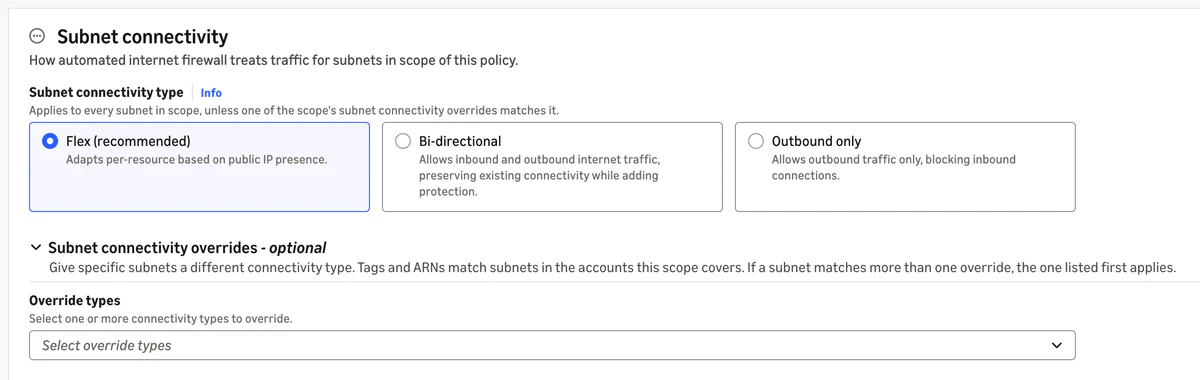 Subnet connectivity
How automated internet firewall treats traffic for subnets in scope of this policy.
Subnet connectivity type Info
Applies to every subnet in scope, unless one of the scope's subnet connectivity overrides matches it.
Flex (recommended)
Adapts per-resource based on public IP presence.
Bi-directional
Allows inbound and outbound internet traffic,
preserving existing connectivity while adding
protection.
Outbound only
Allows outbound traffic only, blocking inbound
connections.
Subnet connectivity overrides - optional
Give specific subnets a different connectivity type. Tags and ARNs match subnets in the accounts this scope covers. If a subnet matches more than one override, the one listed first applies.
Override types
Select one or more connectivity types to override.
Select override types